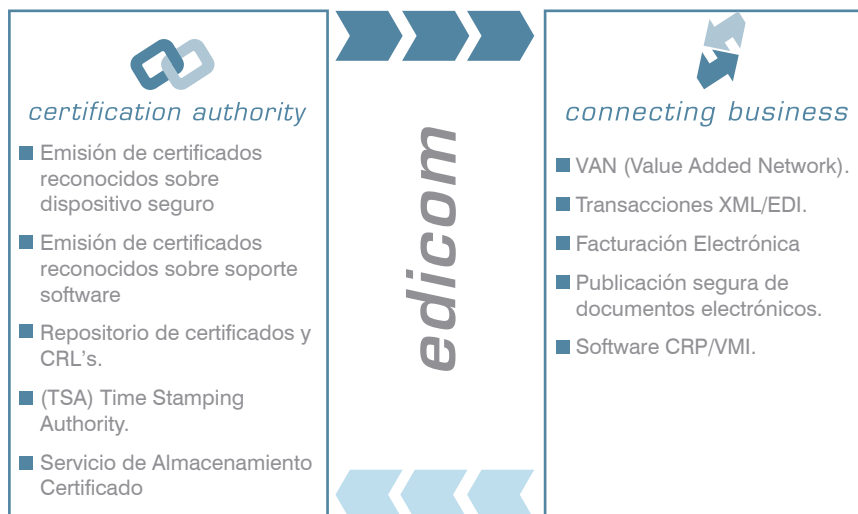 certification authority
Emisión de certificados
reconocidos sobre
dispositivo seguro
Emisión de certificados
reconocidos sobre soporte
software
Repositorio de certificados y
CRL's.
(TSA) Time Stamping
Authority.
Servicio de Almacenamiento
Certificado
edicom
connecting business
VAN (Value Added Network).
Transacciones XML/EDI.
Facturación Electrónica
Publicación segura de
documentos electrónicos.
Software CRP/VMI.